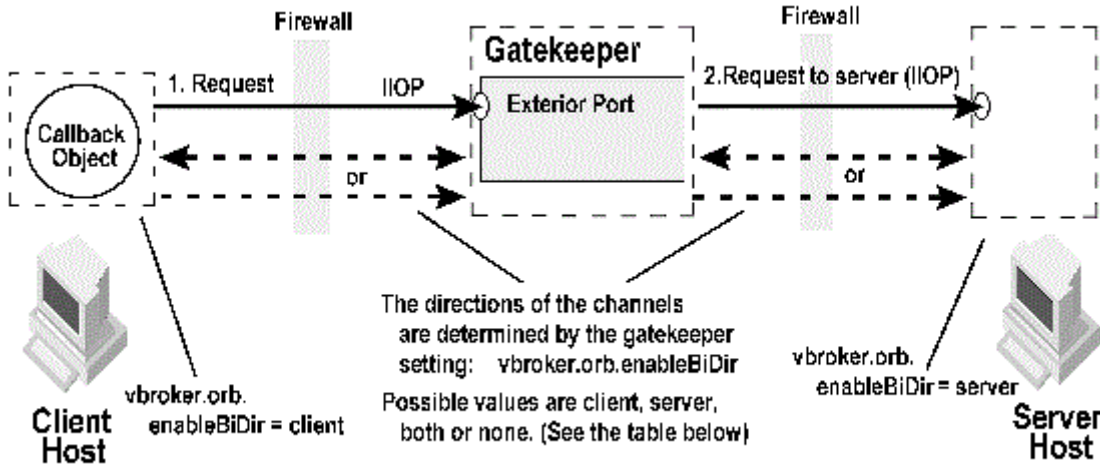 Firewall
Firewall
Gatekeeper
1. Request
IIOP
Exterior Port
2.Request to server (IIOP)
Callback
Object
or
or
The directions of the channels
are determined by the gatekeeper
setting: vbroker.orb.enableBiDir
Possible values are client, server,
both or none. (See the table below)
vbroker.orb.
enableBiDir = client
vbroker.orb.
enableBiDir = server
Client
Host
Server
Host